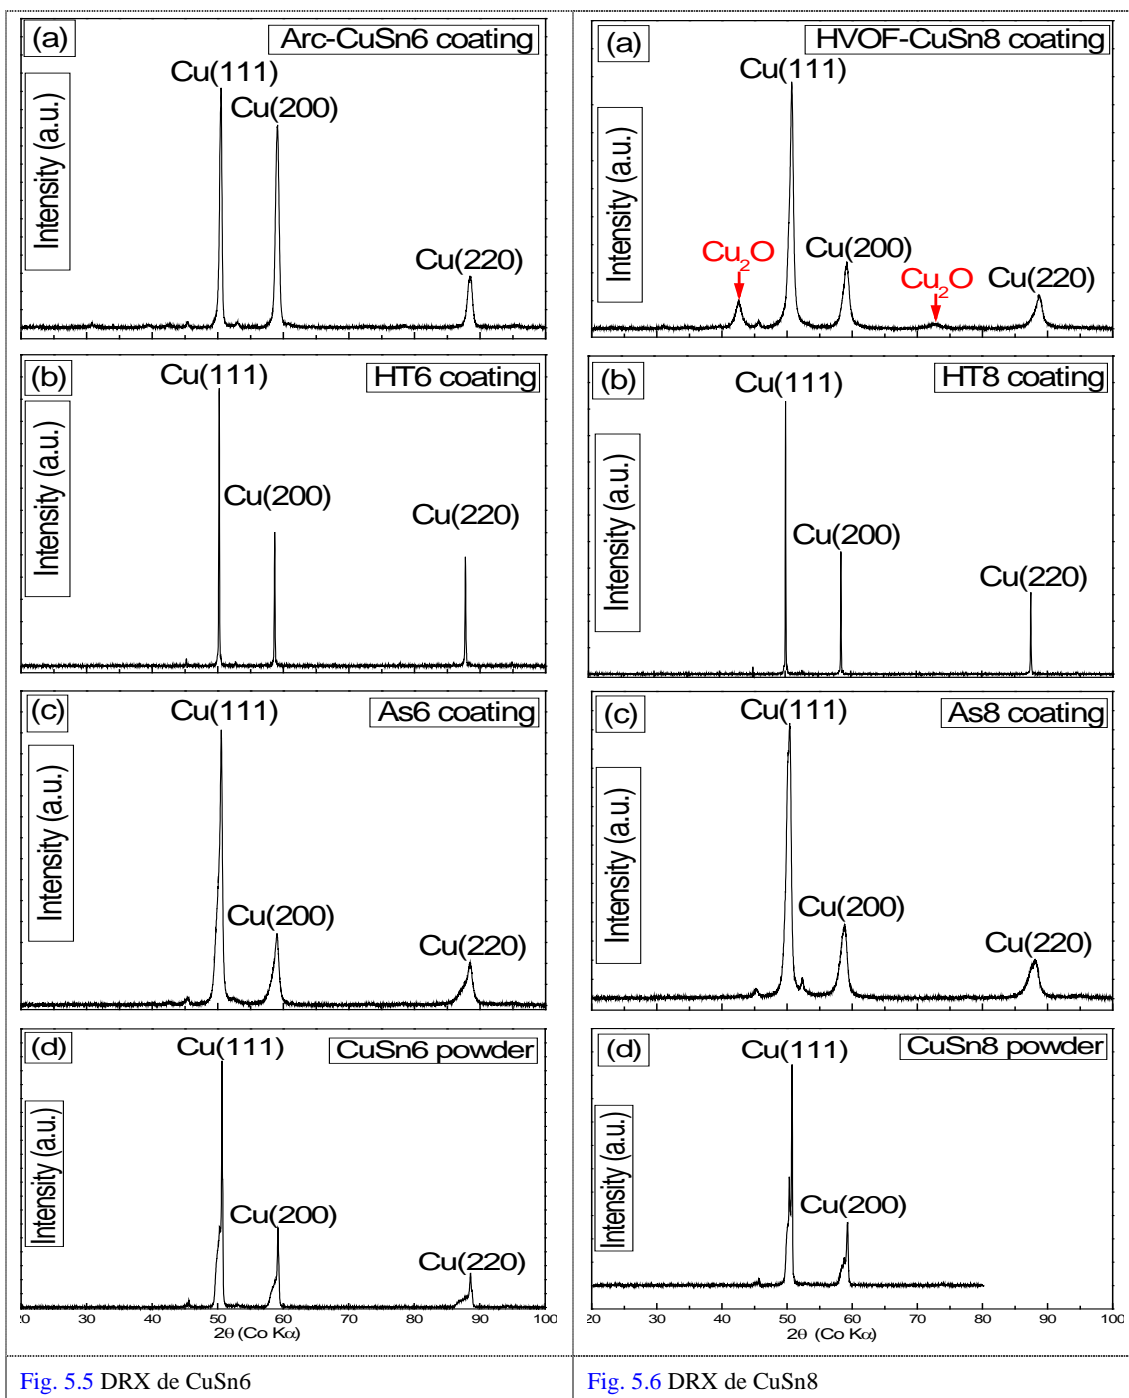 (a)
Arc-CuSn6 coating
Cu(111)
Cu(200)
Cu(220)
Intensity (a.u.)
(b)
HT6 coating
Cu(111)
Cu(200)
Cu(220)
Intensity (a.u.)
(c)
As6 coating
Cu(111)
Cu(200)
Cu(220)
Intensity (a.u.)
(d)
CuSn6 powder
Cu(111)
Cu(200)
Cu(220)
Intensity (a.u.)
20 30 40 50 60 70 80 90 100
2θ (Co Kα)
Fig. 5.5 DRX de CuSn6
(a)
HVOF-CuSn8 coating
Cu(111)
Cu₂O
Cu(200)
Cu₂O
Cu(220)
Intensity (a.u.)
(b)
HT8 coating
Cu(111)
Cu(200)
Cu(220)
Intensity (a.u.)
(c)
As8 coating
Cu(111)
Cu(200)
Cu(220)
Intensity (a.u.)
(d)
CuSn8 powder
Cu(111)
Cu(200)
Intensity (a.u.)
20 30 40 50 60 70 80 90 100
2θ (Co Kα)
Fig. 5.6 DRX de CuSn8